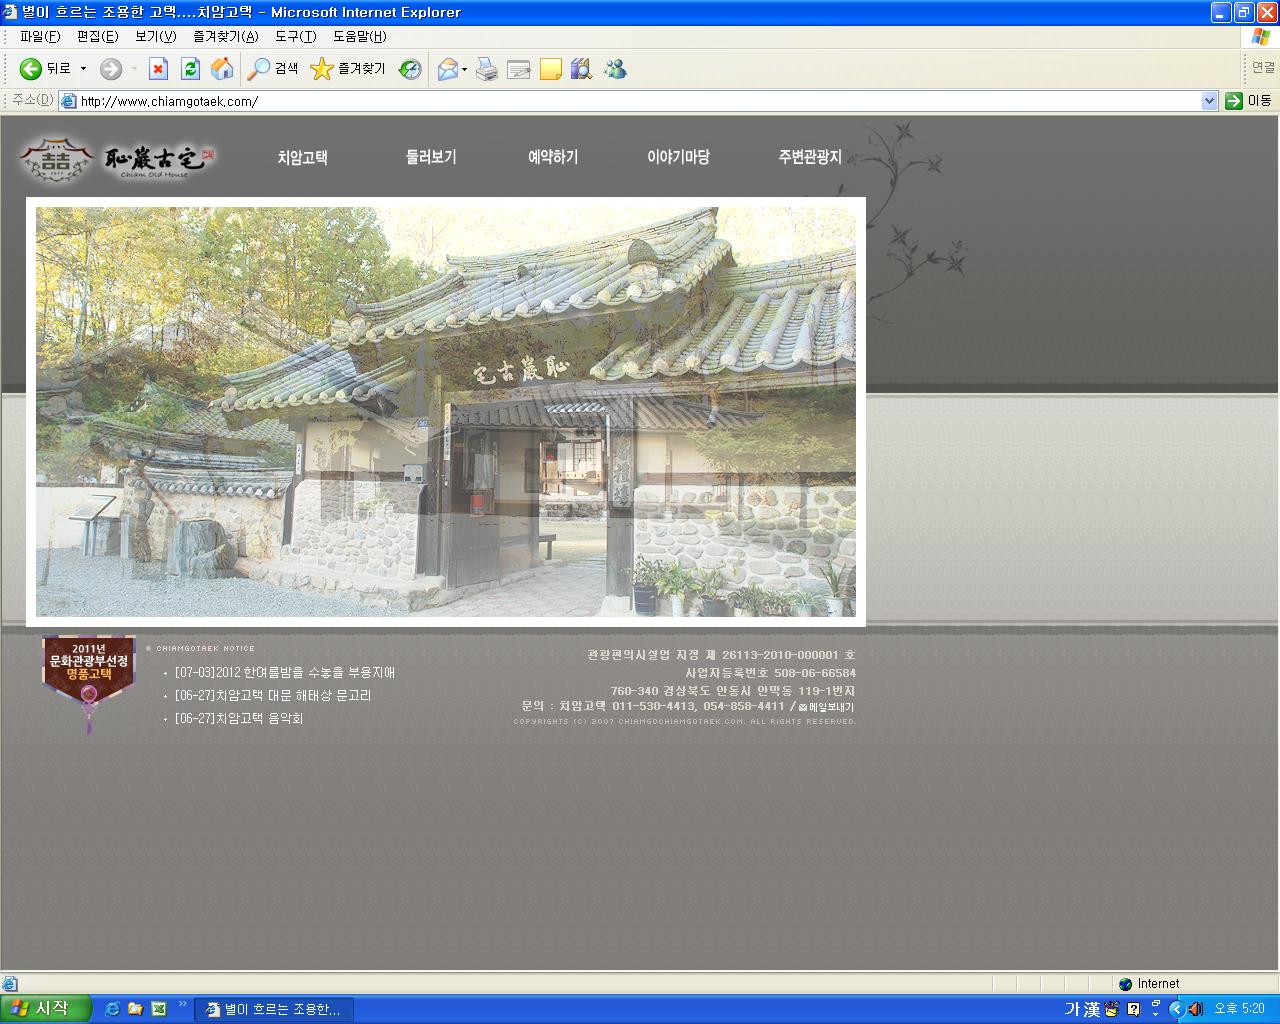 별이 흐르는 조용한 고택....치암고택 - Microsoft Internet Explorer
파일(F) 편집(E) 보기(V) 즐겨찾기(A) 도구(T) 도움말(H)
뒤로 검색 즐겨찾기 연결
주소(D) http://www.chiamgotaek.com/ 이동
恥巖古宅
Chiam Old House
치암고택 둘러보기 예약하기 이야기마당 주변관광지
宅古巖恥
2011년
문화관광부선정
명품고택
CHIAMGOTAEK NOTICE
[07-03]2012 한여름밤을 수놓을 부용지애
[06-27]치암고택 대문 해태상 문고리
[06-27]치암고택 음악회
관광편의시설업 지정 제 26113-2010-000001 호
사업자등록번호 508-06-66584
760-340 경상북도 안동시 안막동 119-1번지
문의 : 치암고택 011-530-4413, 054-858-4411 / 메일보내기
COPYRIGHTS (C) 2007 CHIAMGOCHIAMGOTAEK.COM. ALL RIGHTS RESERVED.
Internet
시작 별이 흐르는 조용한... 가 漢 오후 5:20